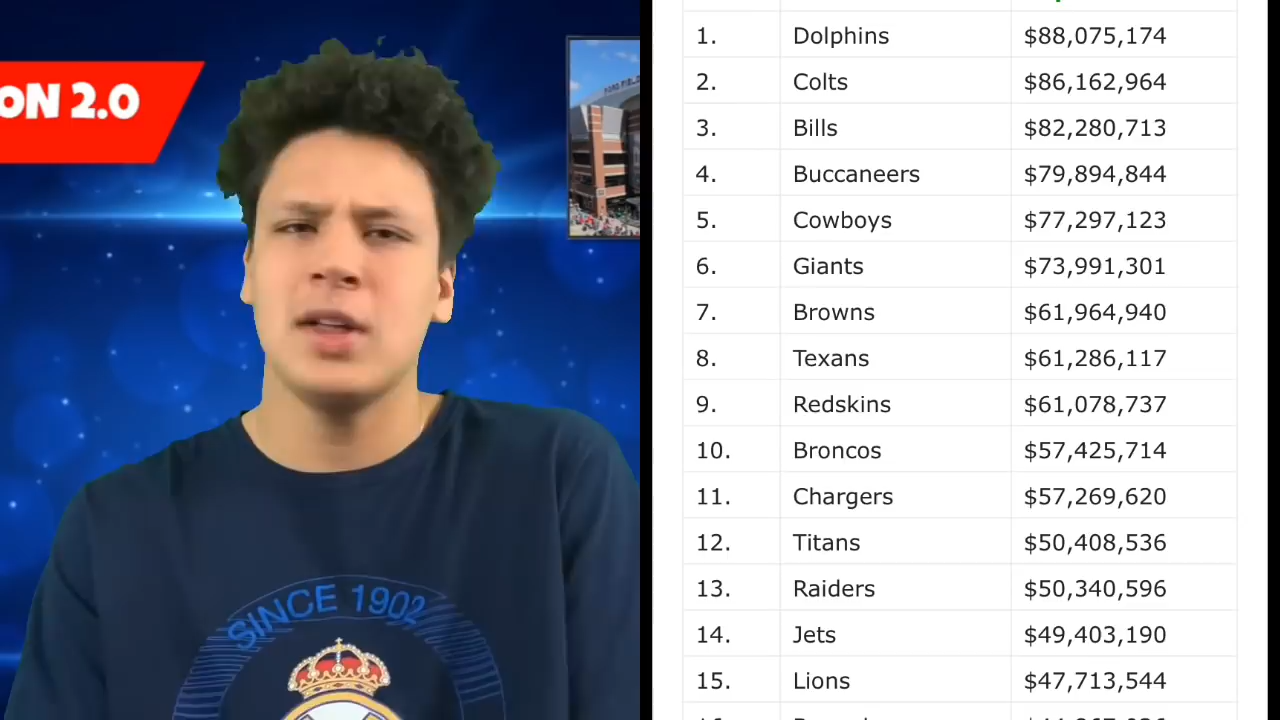 ON 2.0
FORD FIELD
SINCE 1902
1. Dolphins $88,075,174
2. Colts $86,162,964
3. Bills $82,280,713
4. Buccaneers $79,894,844
5. Cowboys $77,297,123
6. Giants $73,991,301
7. Browns $61,964,940
8. Texans $61,286,117
9. Redskins $61,078,737
10. Broncos $57,425,714
11. Chargers $57,269,620
12. Titans $50,408,536
13. Raiders $50,340,596
14. Jets $49,403,190
15. Lions $47,713,544